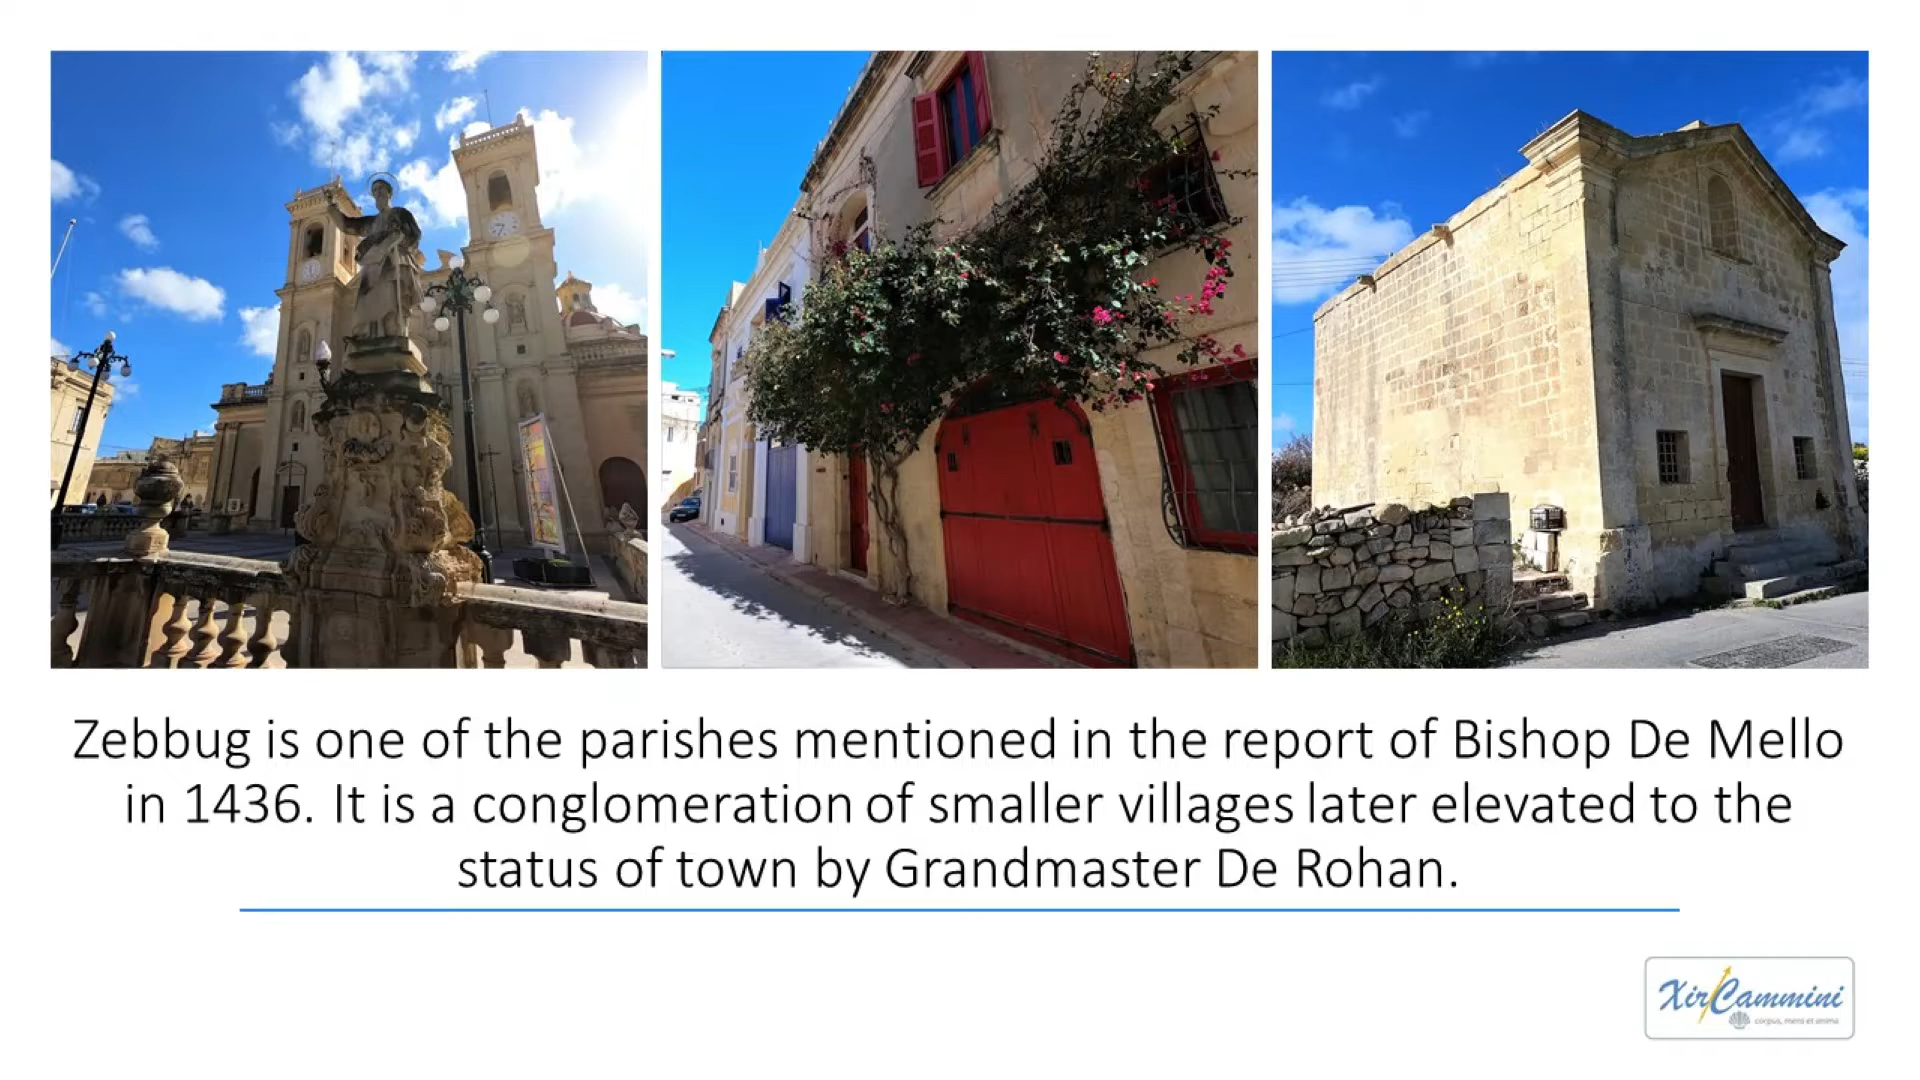 Zebbug is one of the parishes mentioned in the report of Bishop De Mello
in 1436. It is a conglomeration of smaller villages later elevated to the
status of town by Grandmaster De Rohan.
XirCammini
corpus, mens et anima